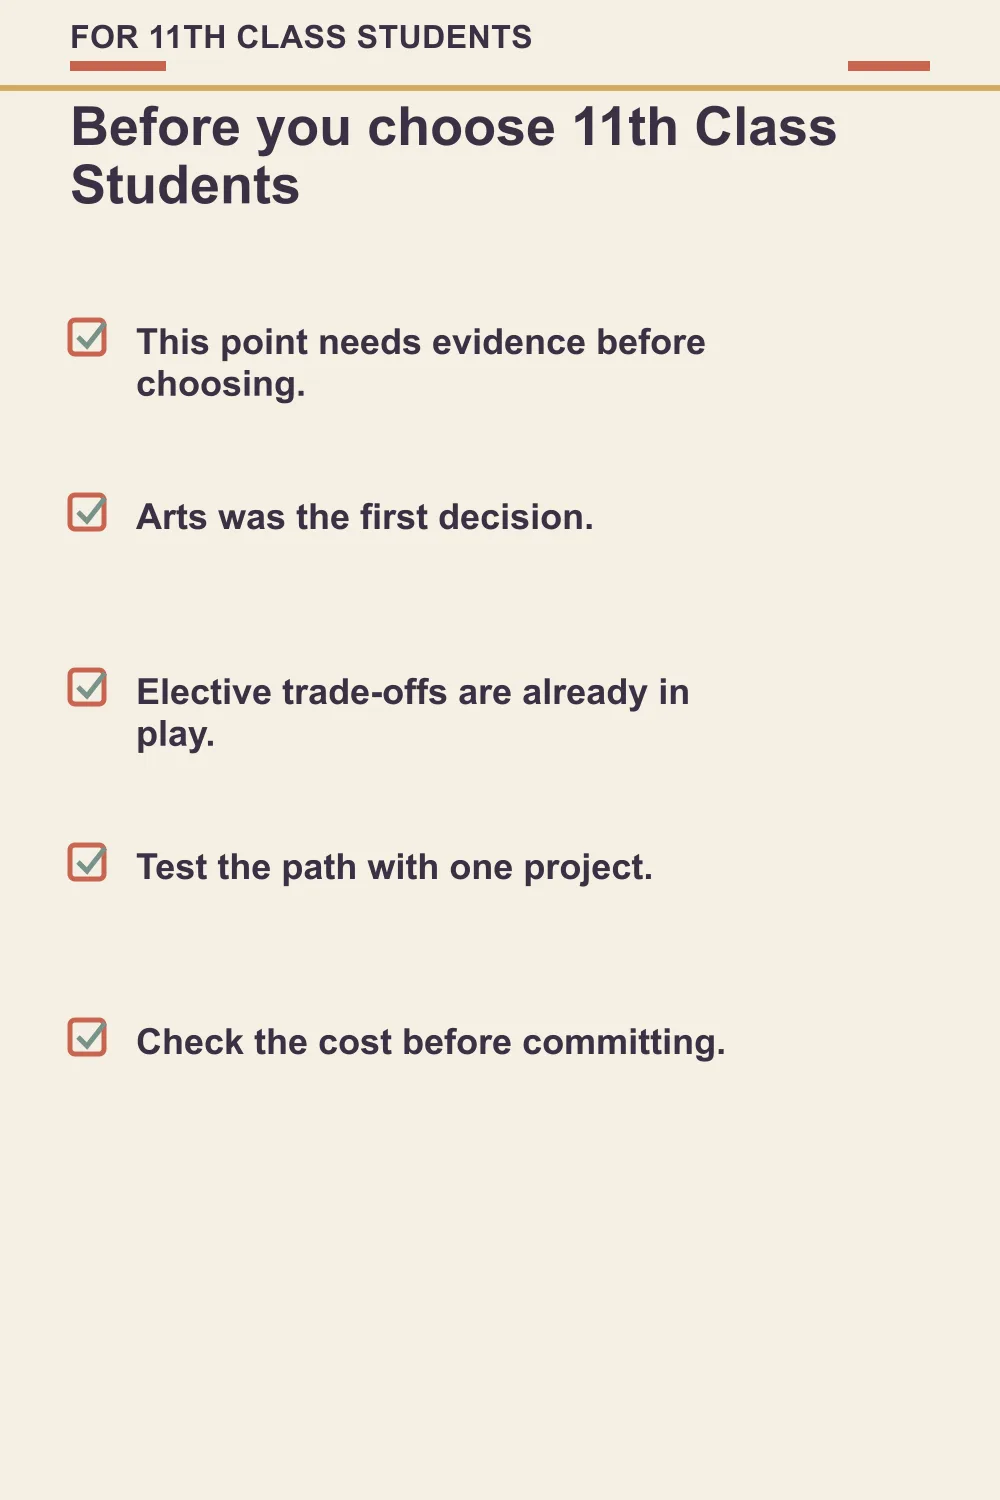 FOR 11TH CLASS STUDENTS
Before you choose 11th Class
Students
This point needs evidence before
choosing.
Arts was the first decision.
Elective trade-offs are already in
play.
Test the path with one project.
Check the cost before committing.